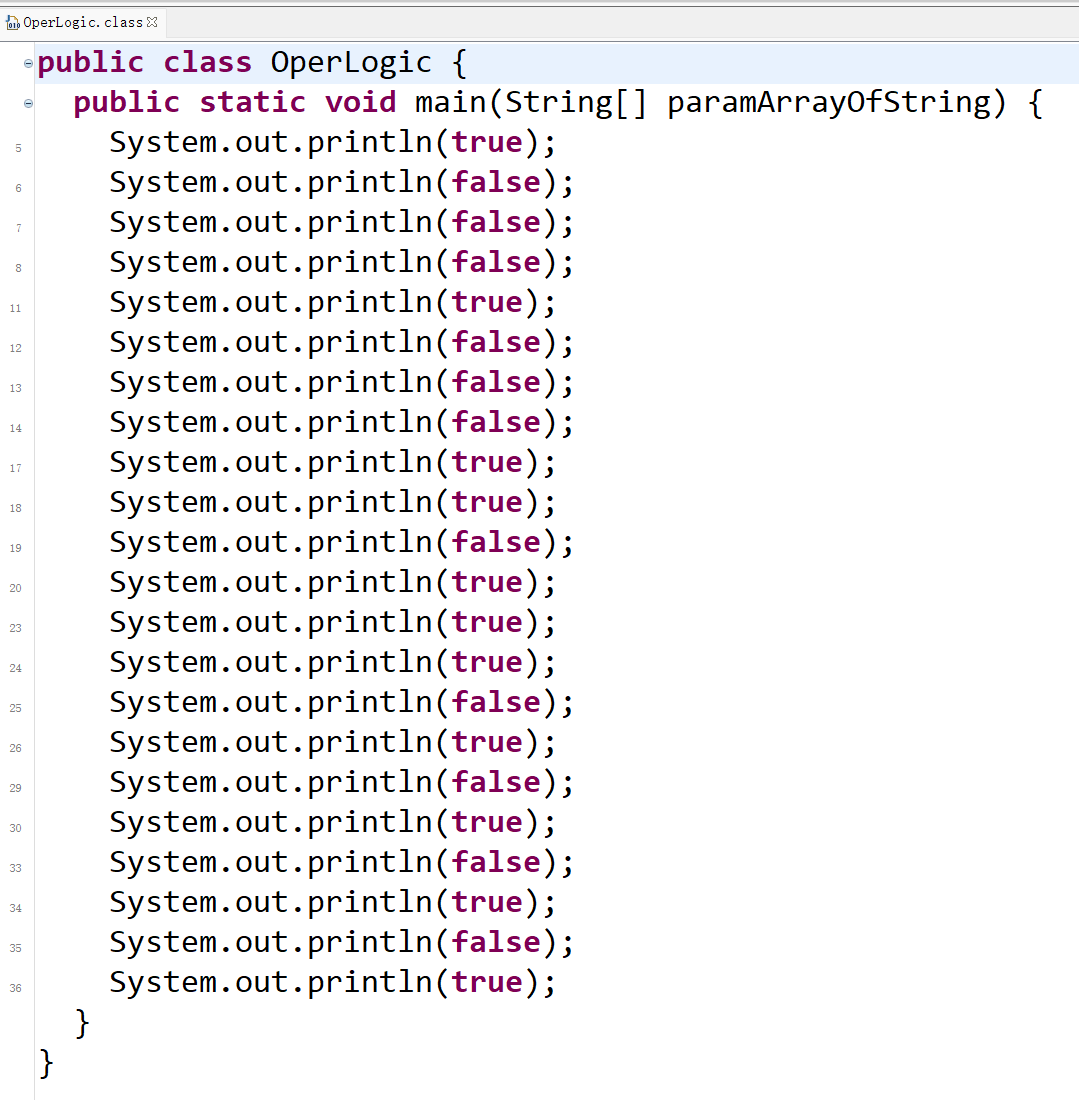 OperLogic.class
public class OperLogic {
public static void main(String[] paramArrayOfString) {
5 System.out.println(true);
6 System.out.println(false);
7 System.out.println(false);
8 System.out.println(false);
11 System.out.println(true);
12 System.out.println(false);
13 System.out.println(false);
14 System.out.println(false);
17 System.out.println(true);
18 System.out.println(true);
19 System.out.println(false);
20 System.out.println(true);
23 System.out.println(true);
24 System.out.println(true);
25 System.out.println(false);
26 System.out.println(true);
29 System.out.println(false);
30 System.out.println(true);
33 System.out.println(false);
34 System.out.println(true);
35 System.out.println(false);
36 System.out.println(true);
}
}